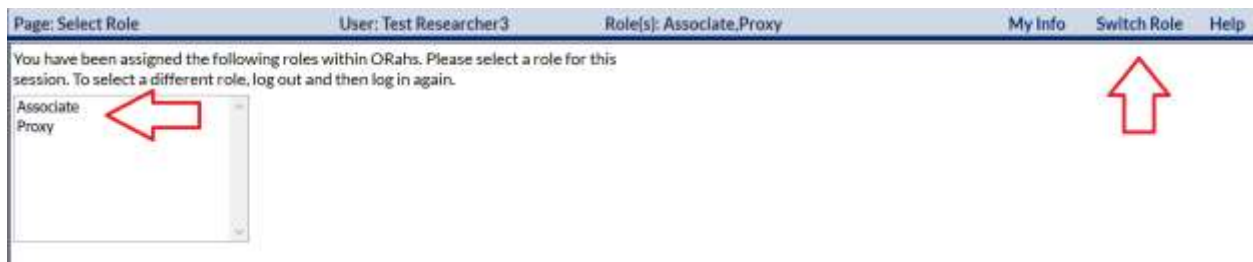 Page: Select Role User: Test Researcher3 Role(s): Associate,Proxy My Info Switch Role Help
You have been assigned the following roles within ORahs. Please select a role for this
session. To select a different role, log out and then log in again.
Associate
Proxy